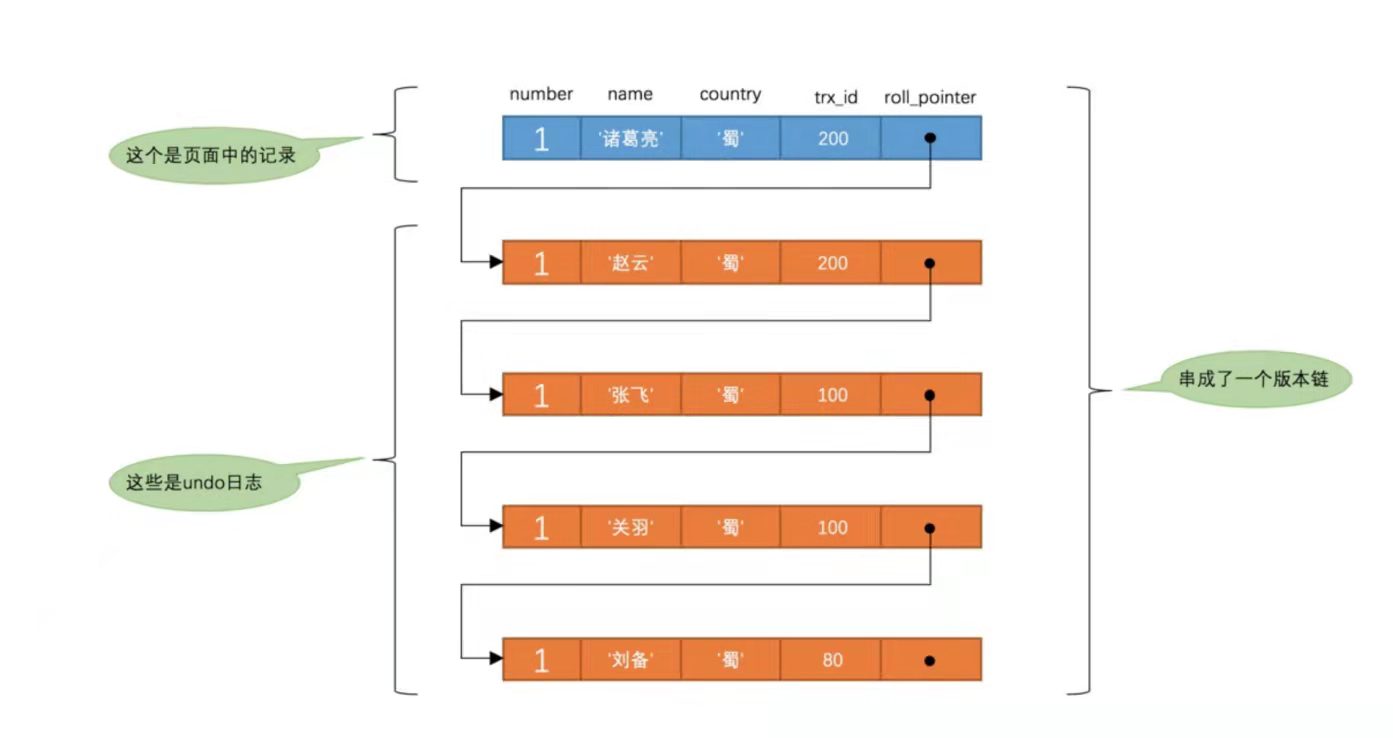 number name country trx_id roll_pointer
1 '诸葛亮' '蜀' 200
这个是页面中的记录
1 '赵云' '蜀' 200
1 '张飞' '蜀' 100
串成了一个版本链
这些是undo日志
1 '关羽' '蜀' 100
1 '刘备' '蜀' 80